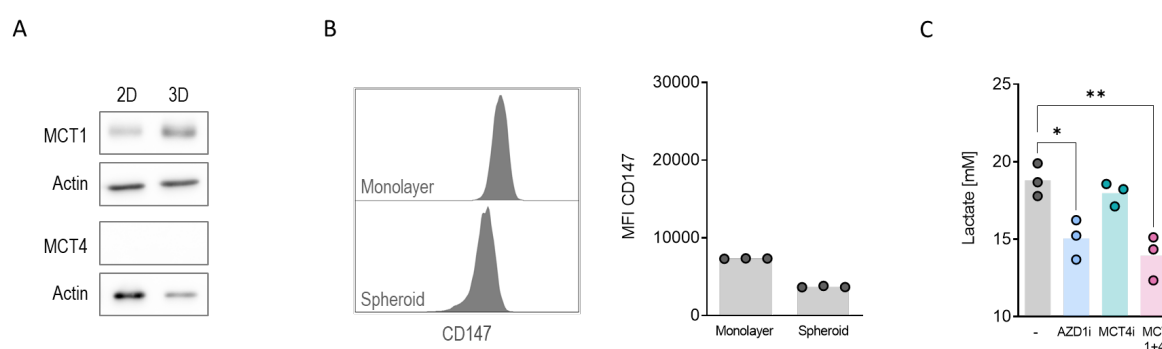 A
B
C
2D 3D
MCT1
Actin
MCT4
Actin
Monolayer
Spheroid
CD147
MFI CD147
30000
20000
10000
0
Monolayer Spheroid
Lactate [mM]
25
20
15
10
**
*
- AZD1i MCT4i